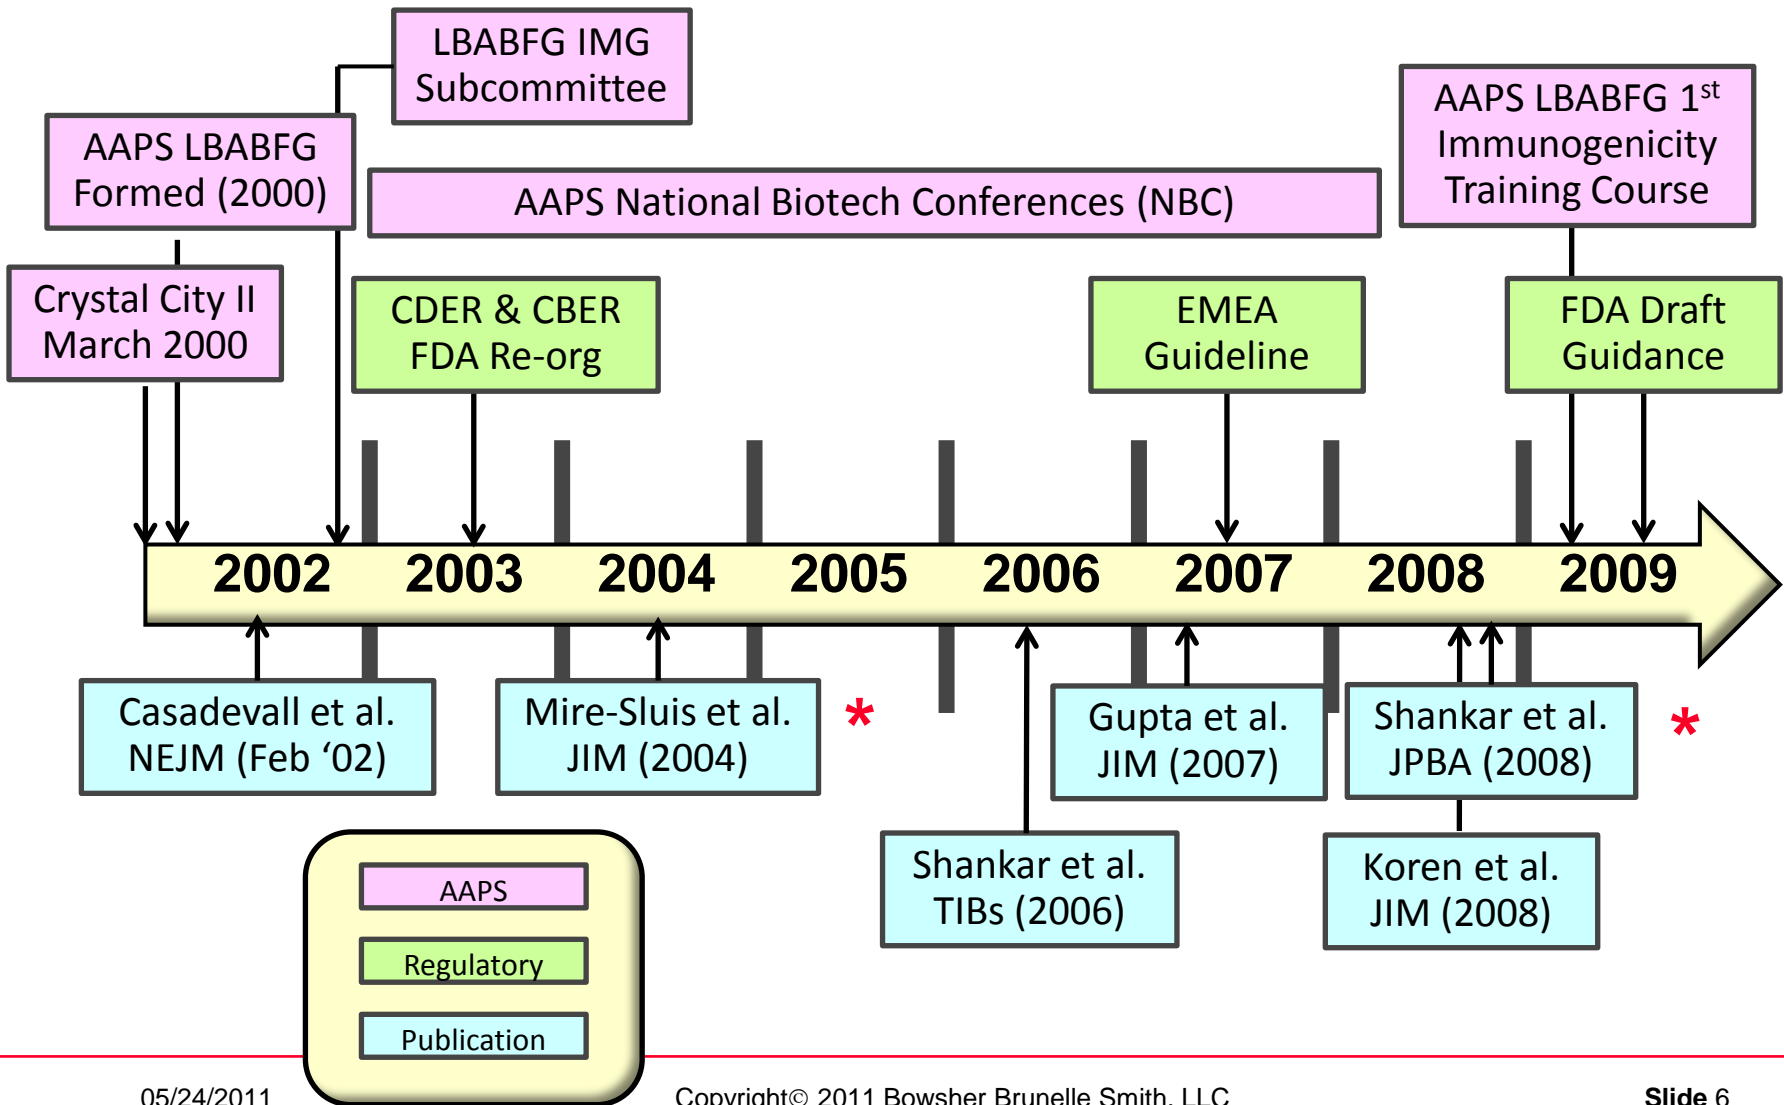 LBABFG IMG
Subcommittee
AAPS LBABFG 1st
Immunogenicity
Training Course
AAPS LBABFG
Formed (2000)
AAPS National Biotech Conferences (NBC)
Crystal City II
March 2000
CDER & CBER
FDA Re-org
EMEA
Guideline
FDA Draft
Guidance
2002 2003 2004 2005 2006 2007 2008 2009
Casadevall et al.
NEJM (Feb ‘02)
Mire-Sluis et al.
JIM (2004)
*
Gupta et al.
JIM (2007)
Shankar et al.
JPBA (2008)
*
Shankar et al.
TIBs (2006)
Koren et al.
JIM (2008)
AAPS
Regulatory
Publication
05/24/2011
Copyright© 2011 Bowsher Brunelle Smith, LLC
Slide 6